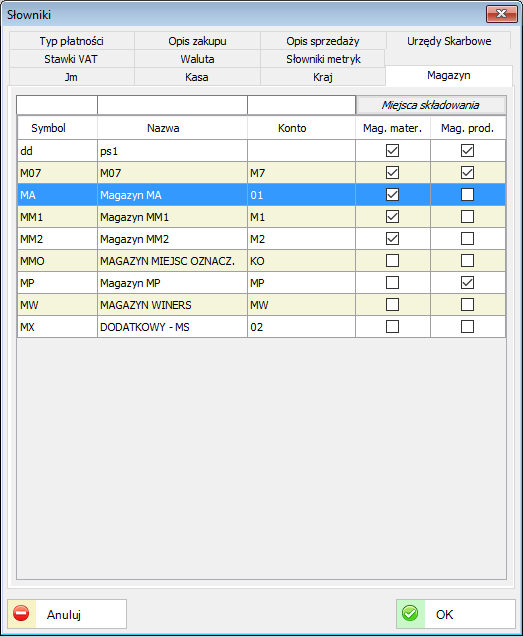 Słowniki
Typ płatności Opis zakupu Opis sprzedaży Urzędy Skarbowe
Stawki VAT Waluta Słowniki metryk
Jm Kasa Kraj Magazyn
Miejsca składowania
Symbol Nazwa Konto Mag. mater. Mag. prod.
dd ps1
M07 M07 M7
MA Magazyn MA 01
MM1 Magazyn MM1 M1
MM2 Magazyn MM2 M2
MMO MAGAZYN MIEJSC OZNACZ. KO
MP Magazyn MP MP
MW MAGAZYN WINERS MW
MX DODATKOWY - MS 02
Anuluj OK